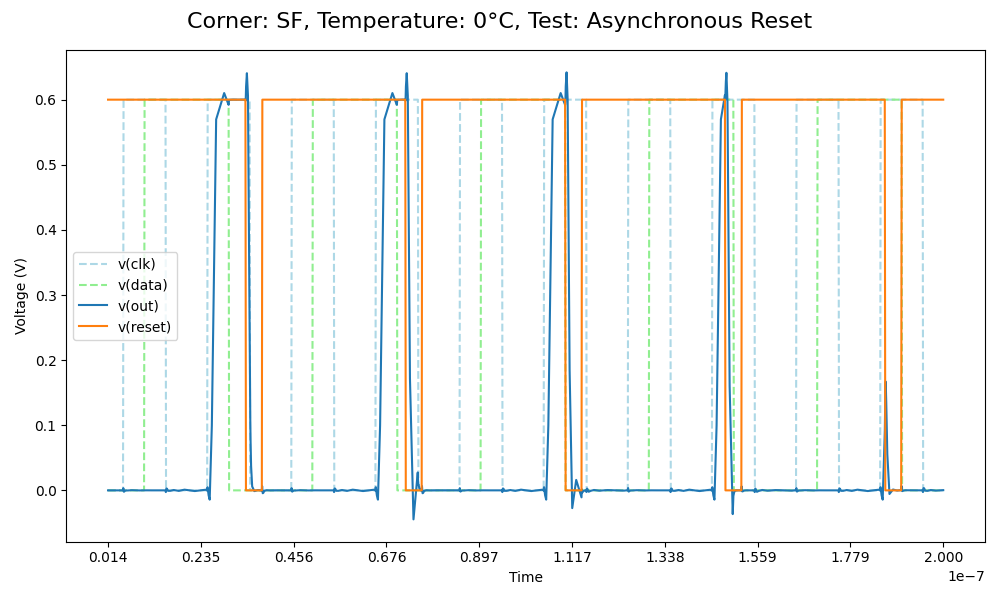 Corner: SF, Temperature: 0°C, Test: Asynchronous Reset
Voltage (V)
0.6
0.5
0.4
0.3
0.2
0.1
0.0
v(clk)
v(data)
v(out)
v(reset)
0.014 0.235 0.456 0.676 0.897 1.117 1.338 1.559 1.779 2.000
1e−7
Time